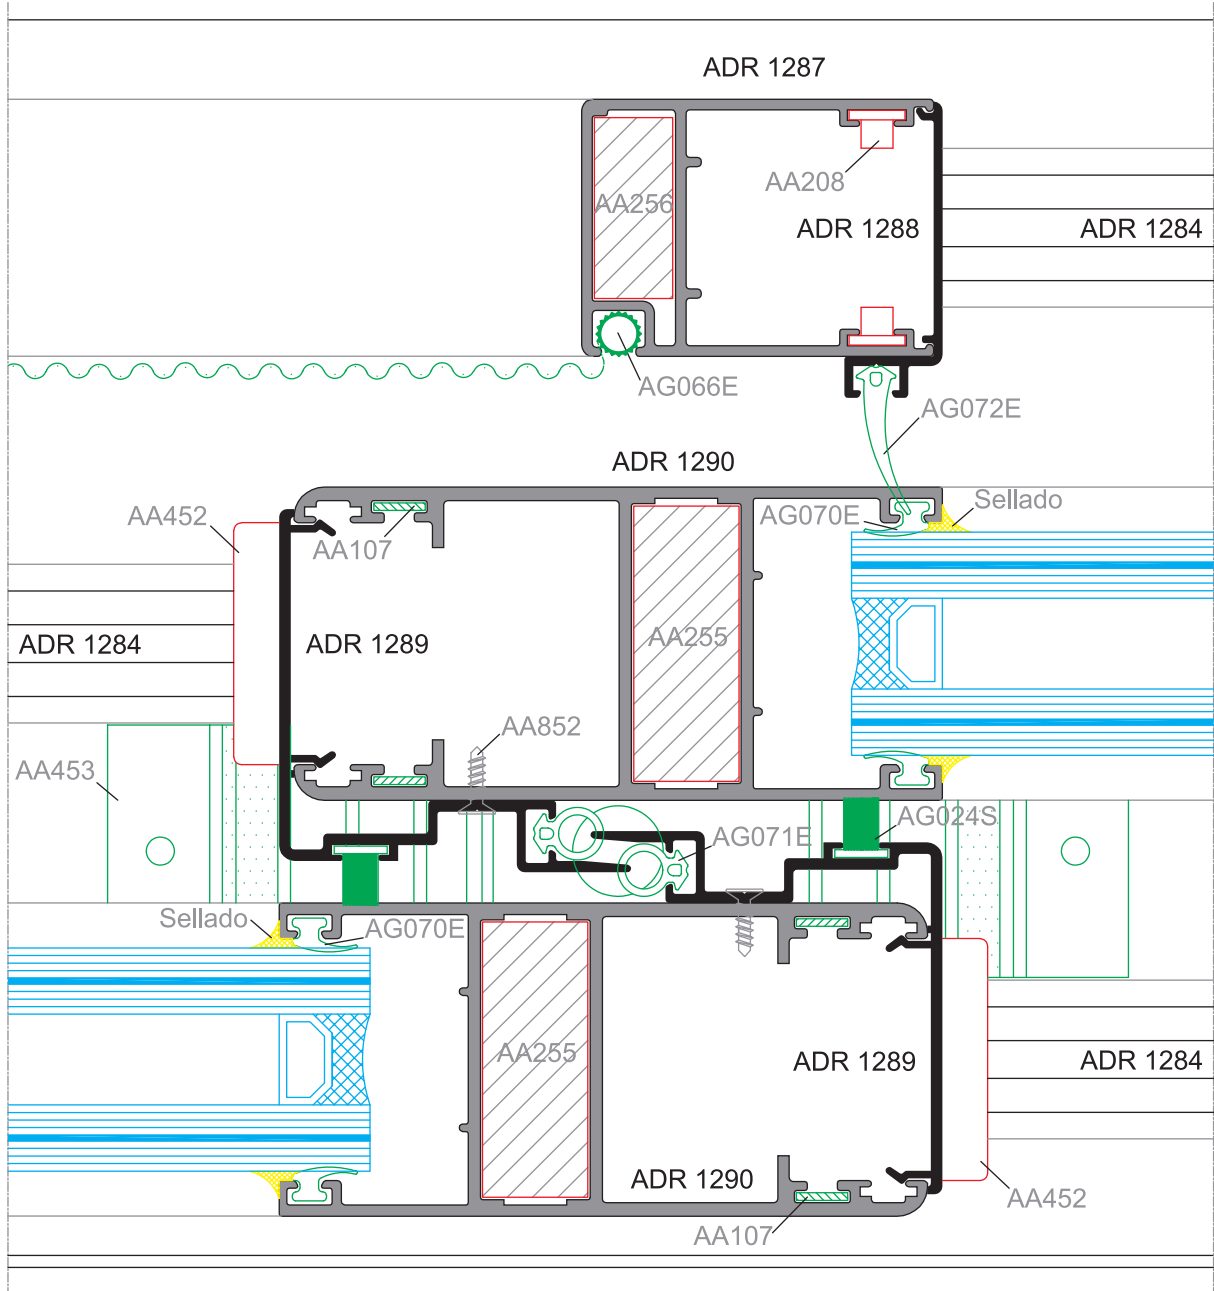 ADR 1287
AA208
AA256
ADR 1288
ADR 1284
AG066E
AG072E
ADR 1290
AA452
AA107
AG070E
Sellado
ADR 1284
ADR 1289
AA255
AA852
AA453
AG071E
AG024S
Sellado
AG070E
AA255
ADR 1289
ADR 1284
ADR 1290
AA452
AA107